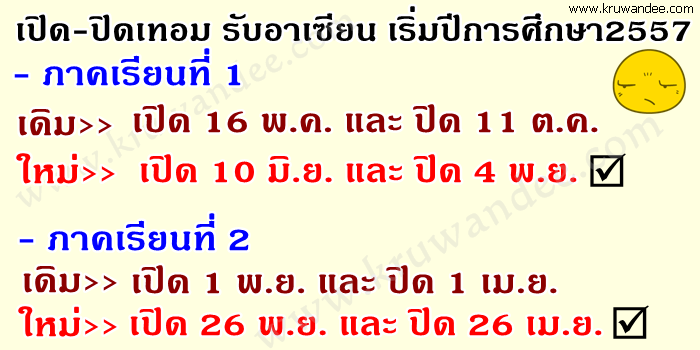 www.kruwandee.com
เปิด-ปิดเทอม รับอาเซียน เริ่มปีการศึกษา2557
- ภาคเรียนที่ 1
เดิม>> เปิด 16 พ.ค. และ ปิด 11 ต.ค.
ใหม่>> เปิด 10 มิ.ย. และ ปิด 4 พ.ย.
- ภาคเรียนที่ 2
เดิม>> เปิด 1 พ.ย. และ ปิด 1 เม.ย.
ใหม่>> เปิด 26 พ.ย. และ ปิด 26 เม.ย.
www.kruwandee.com
www.kruwandee.com